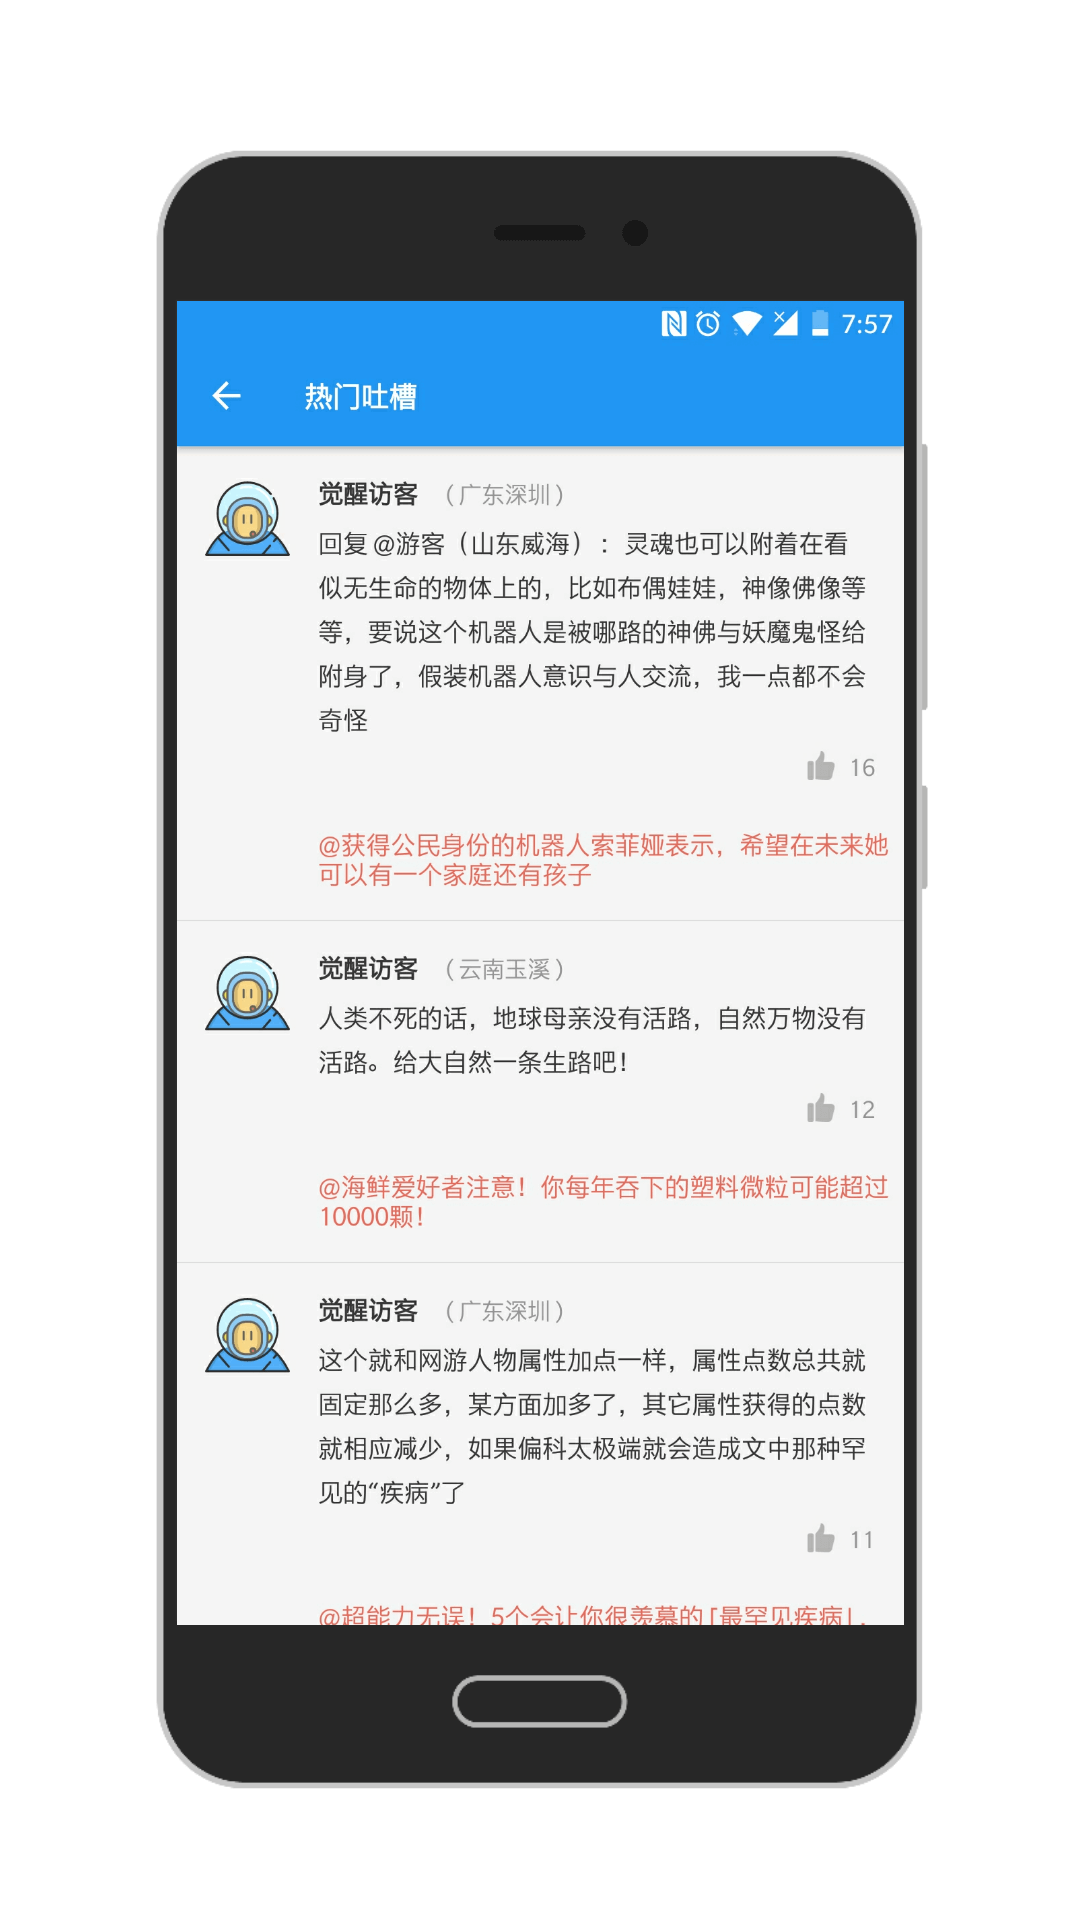 7:57
热门吐槽
觉醒访客 （广东深圳）
回复 @游客（山东威海）：灵魂也可以附着在看
似无生命的物体上的，比如布偶娃娃，神像佛像等
等，要说这个机器人是被哪路的神佛与妖魔鬼怪给
附身了，假装机器人意识与人交流，我一点都不会
奇怪
16
@获得公民身份的机器人索菲娅表示，希望在未来她
可以有一个家庭还有孩子
觉醒访客 （云南玉溪）
人类不死的话，地球母亲没有活路，自然万物没有
活路。给大自然一条生路吧！
12
@海鲜爱好者注意！你每年吞下的塑料微粒可能超过
10000颗！
觉醒访客 （广东深圳）
这个就和网游人物属性加点一样，属性点数总共就
固定那么多，某方面加多了，其它属性获得的点数
就相应减少，如果偏科太极端就会造成文中那种罕
见的“疾病”了
11
@超能力无误！5个会让你很羡慕的「最罕见疾病」，